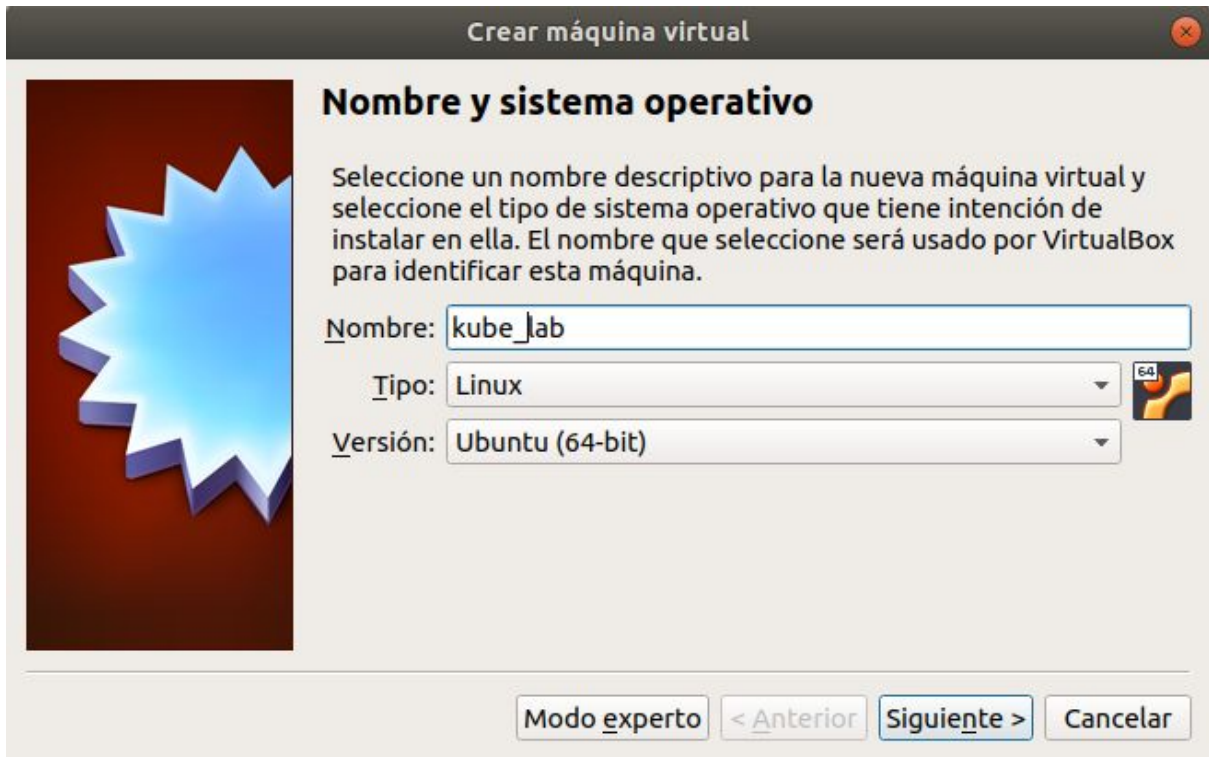 Crear máquina virtual
Nombre y sistema operativo
Seleccione un nombre descriptivo para la nueva máquina virtual y
seleccione el tipo de sistema operativo que tiene intención de
instalar en ella. El nombre que seleccione será usado por VirtualBox
para identificar esta máquina.
Nombre: kube_lab
Tipo: Linux
64
Versión: Ubuntu (64-bit)
Modo experto < Anterior Siguiente > Cancelar